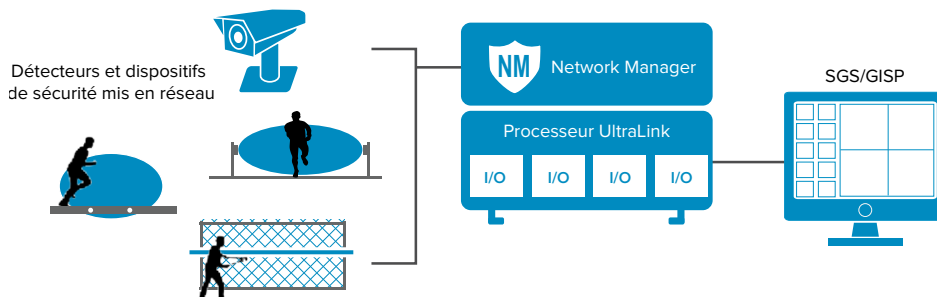 Détecteurs et dispositifs
de sécurité mis en réseau
NM
Network Manager
Processeur UltraLink
I/O
I/O
I/O
I/O
SGS/GISP